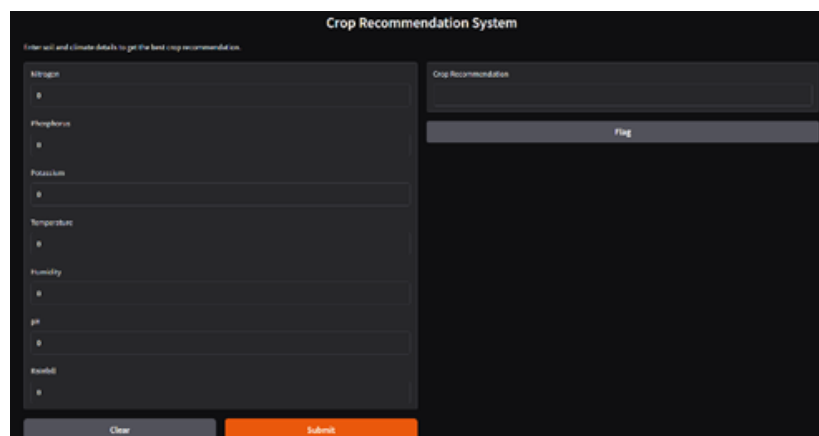 Crop Recommendation System
Enter soil and climate details to get the best crop recommendation.
Nitrogen
0
Phosphorus
0
Potassium
0
Temperature
0
Humidity
0
pH
0
Rainfall
0
Clear
Submit
Crop Recommendation
Flag